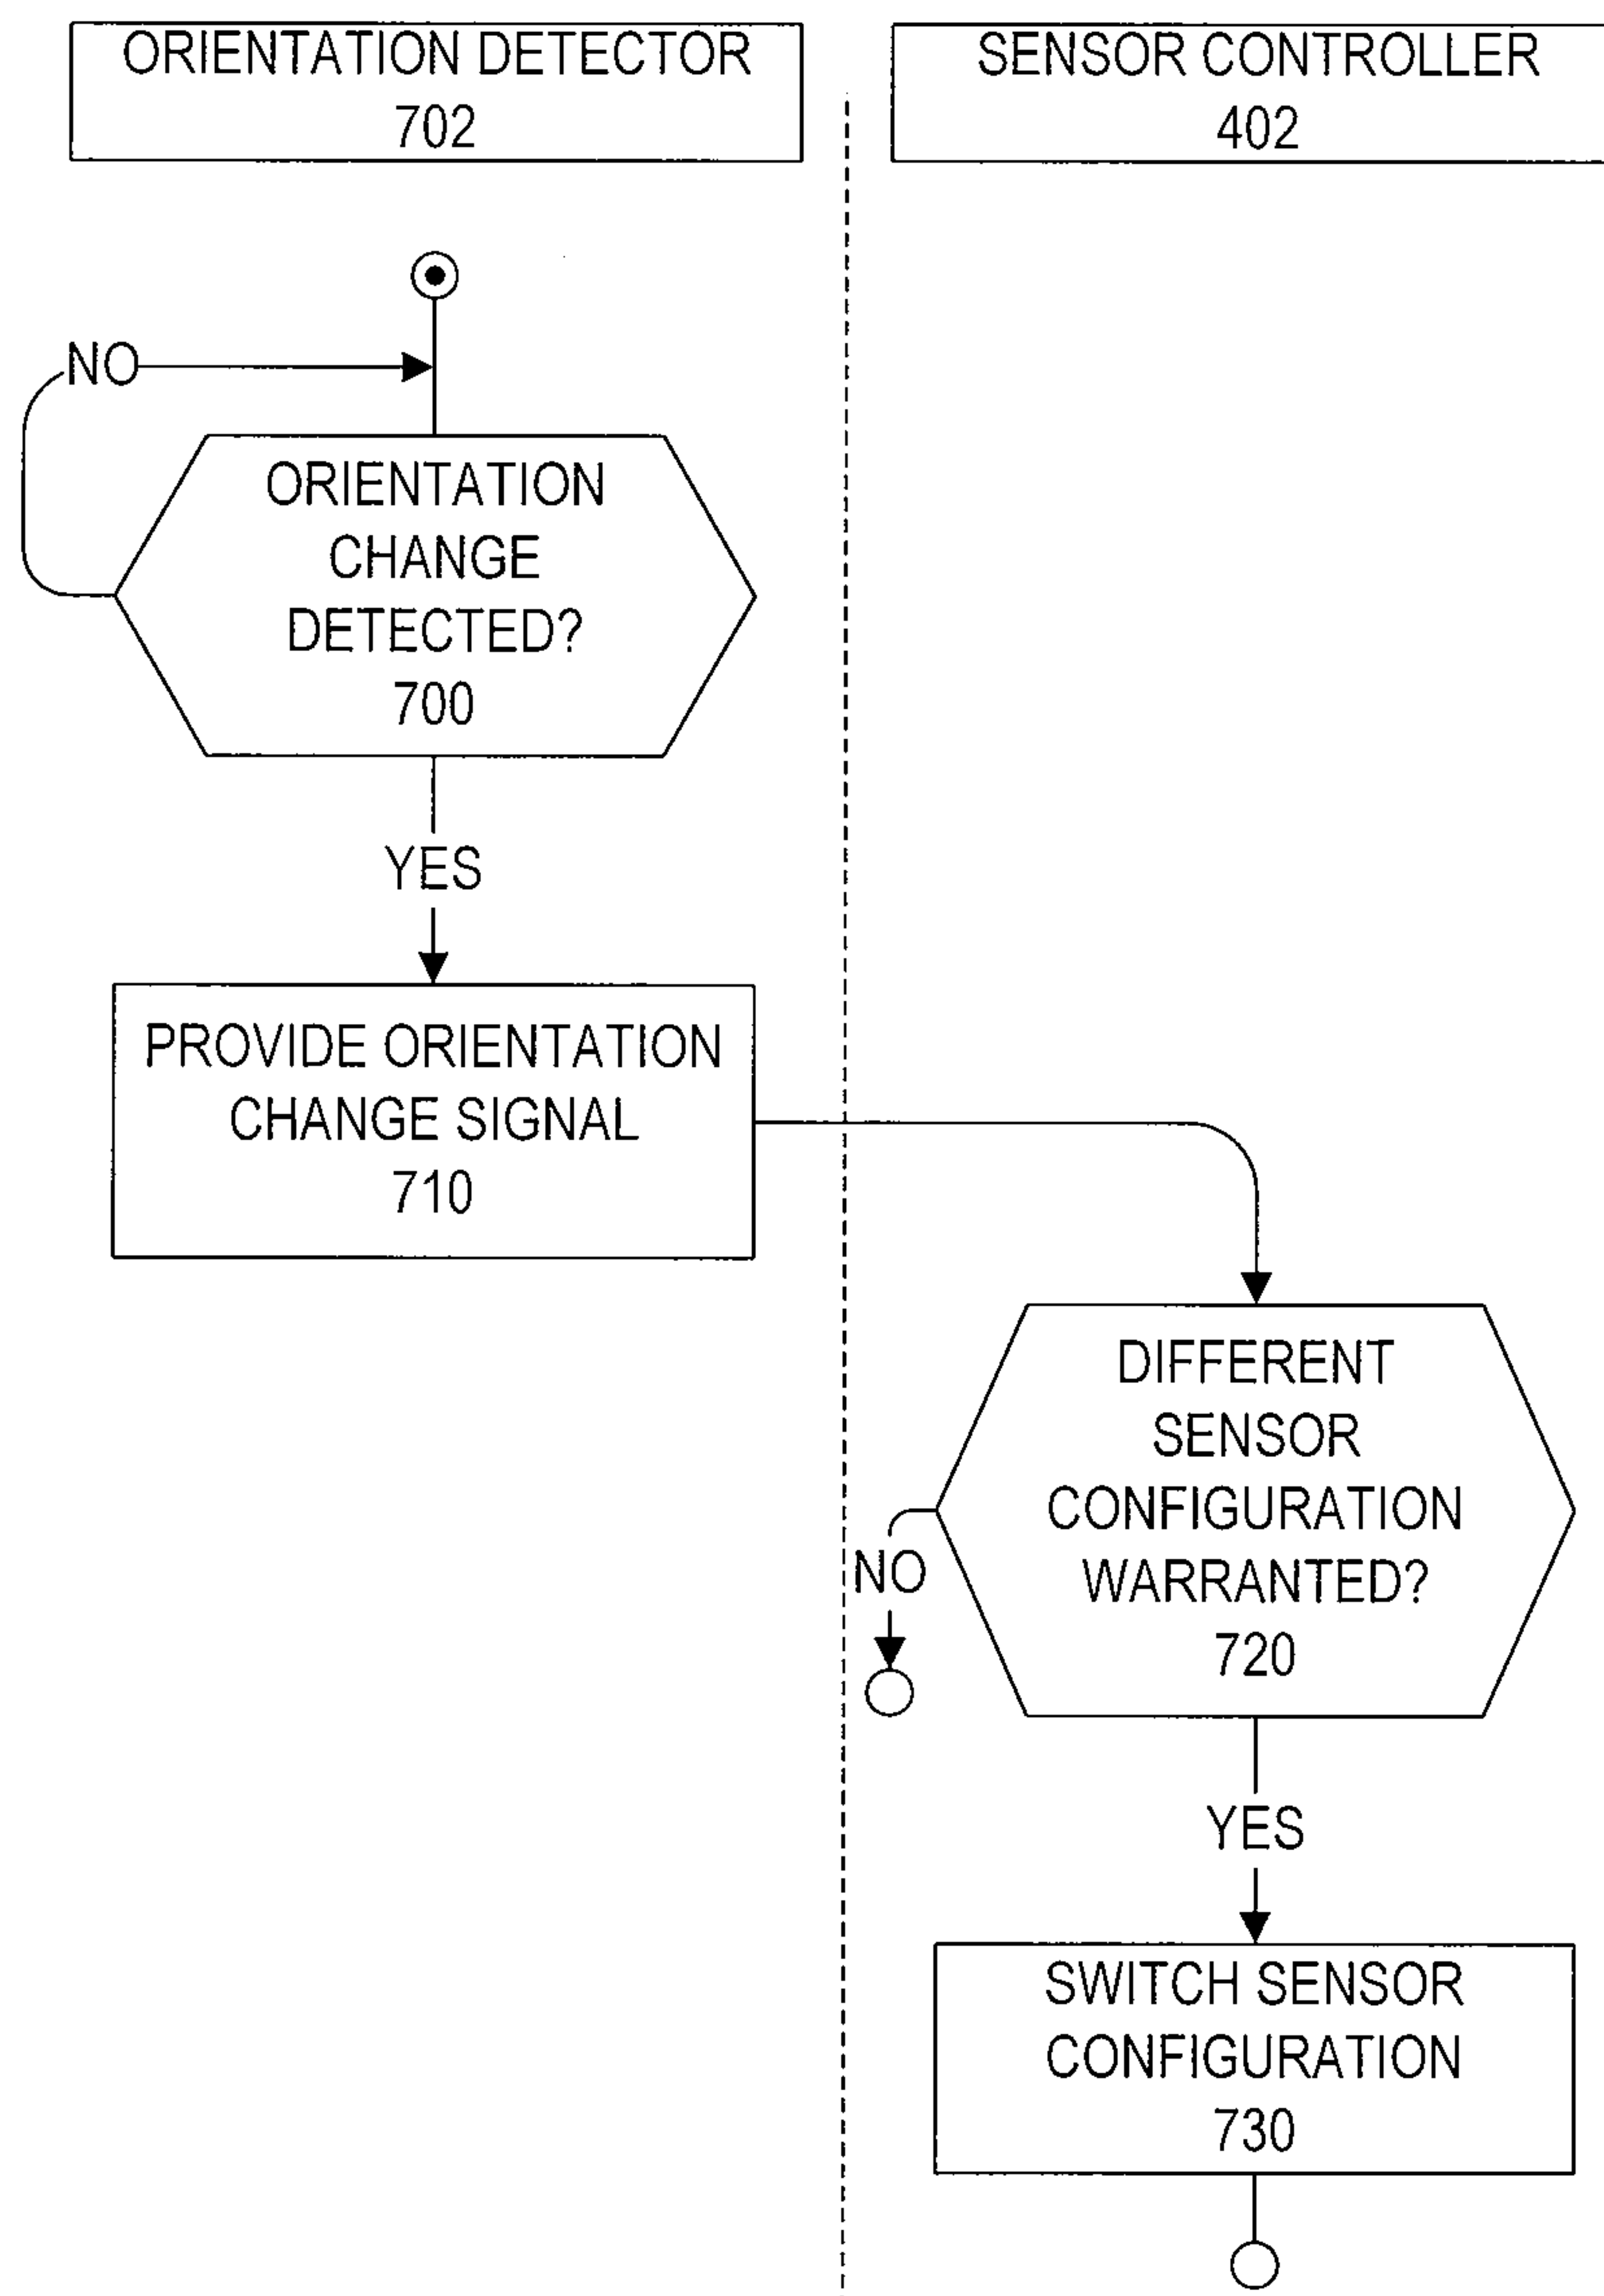 ORIENTATION DETECTOR
702
SENSOR CONTROLLER
402
NO
ORIENTATION
CHANGE
DETECTED?
700
YES
PROVIDE ORIENTATION
CHANGE SIGNAL
710
DIFFERENT
SENSOR
CONFIGURATION
WARRANTED?
720
NO
YES
SWITCH SENSOR
CONFIGURATION
730